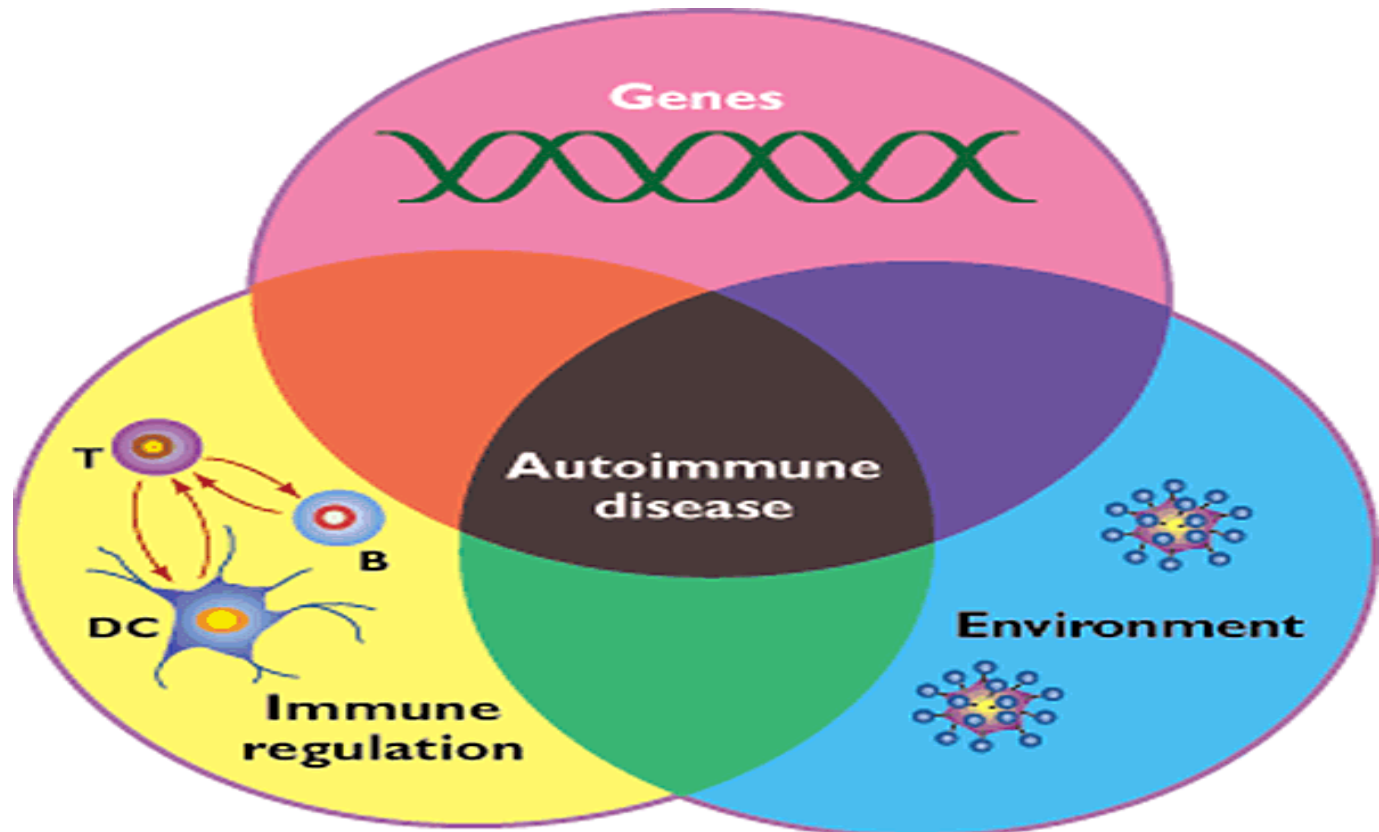 Genes
Autoimmune
disease
T
B
DC
Environment
Immune
regulation